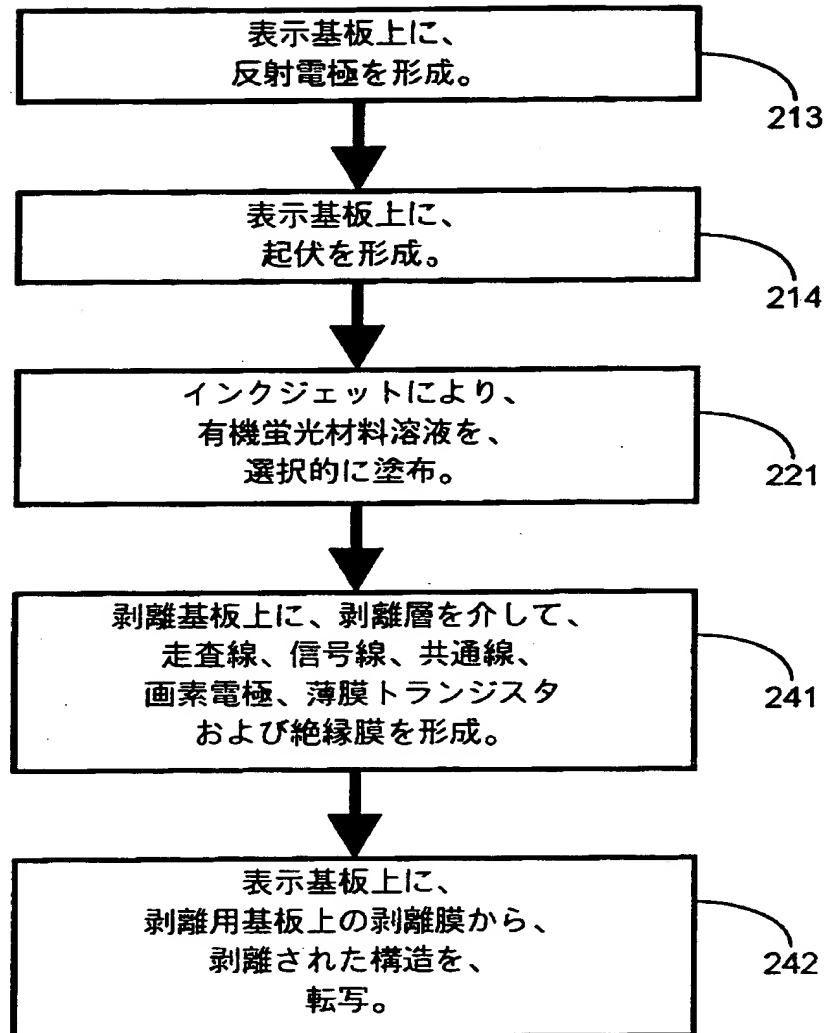 表示基板上に、
反射電極を形成。
213
表示基板上に、
起伏を形成。
214
インクジェットにより、
有機蛍光材料溶液を、
選択的に塗布。
221
剥離基板上に、剥離層を介して、
走査線、信号線、共通線、
画素電極、薄膜トランジスタ
および絶縁膜を形成。
241
表示基板上に、
剥離用基板上の剥離膜から、
剥離された構造を、
転写。
242